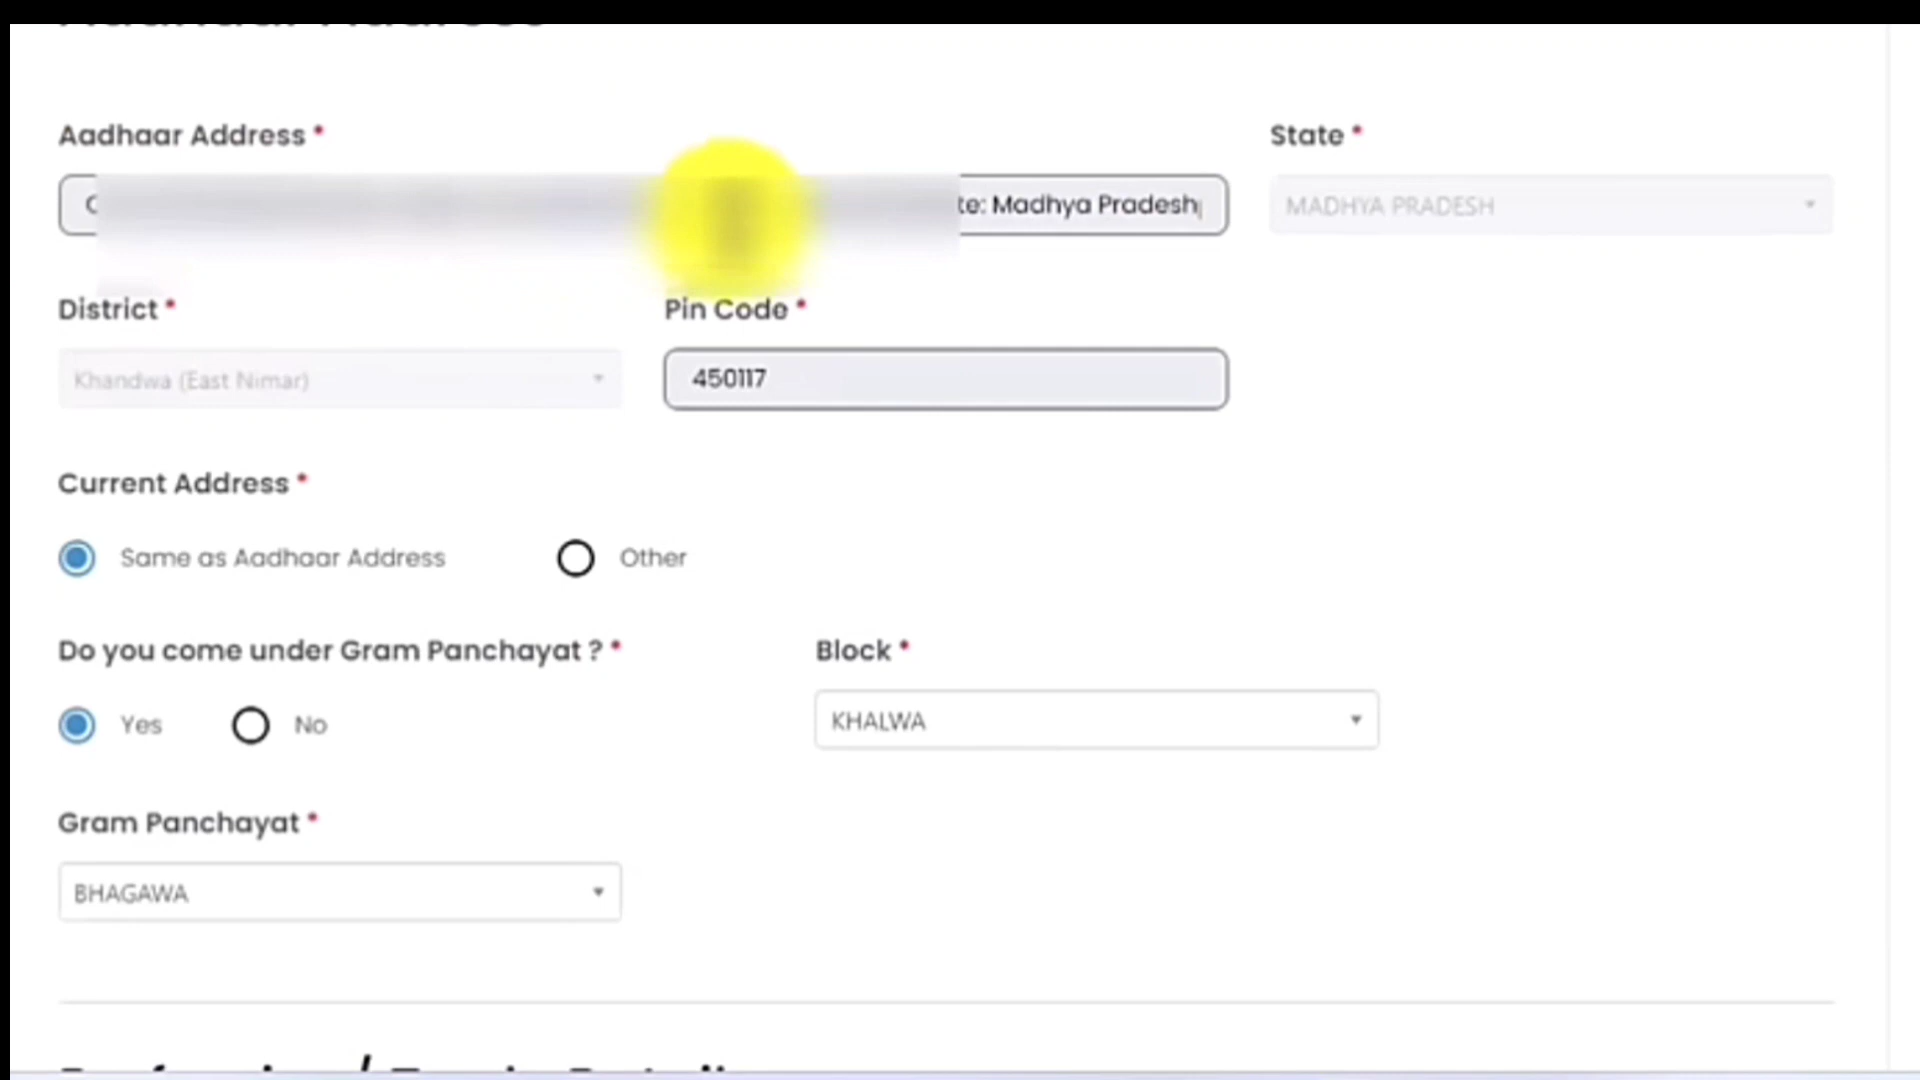 Aadhaar Address * State *
te: Madhya Pradesh MADHYA PRADESH
District * Pin Code *
Khandwa (East Nimar) 450117
Current Address *
Same as Aadhaar Address Other
Do you come under Gram Panchayat ? * Block *
Yes No KHALWA
Gram Panchayat *
BHAGAWA